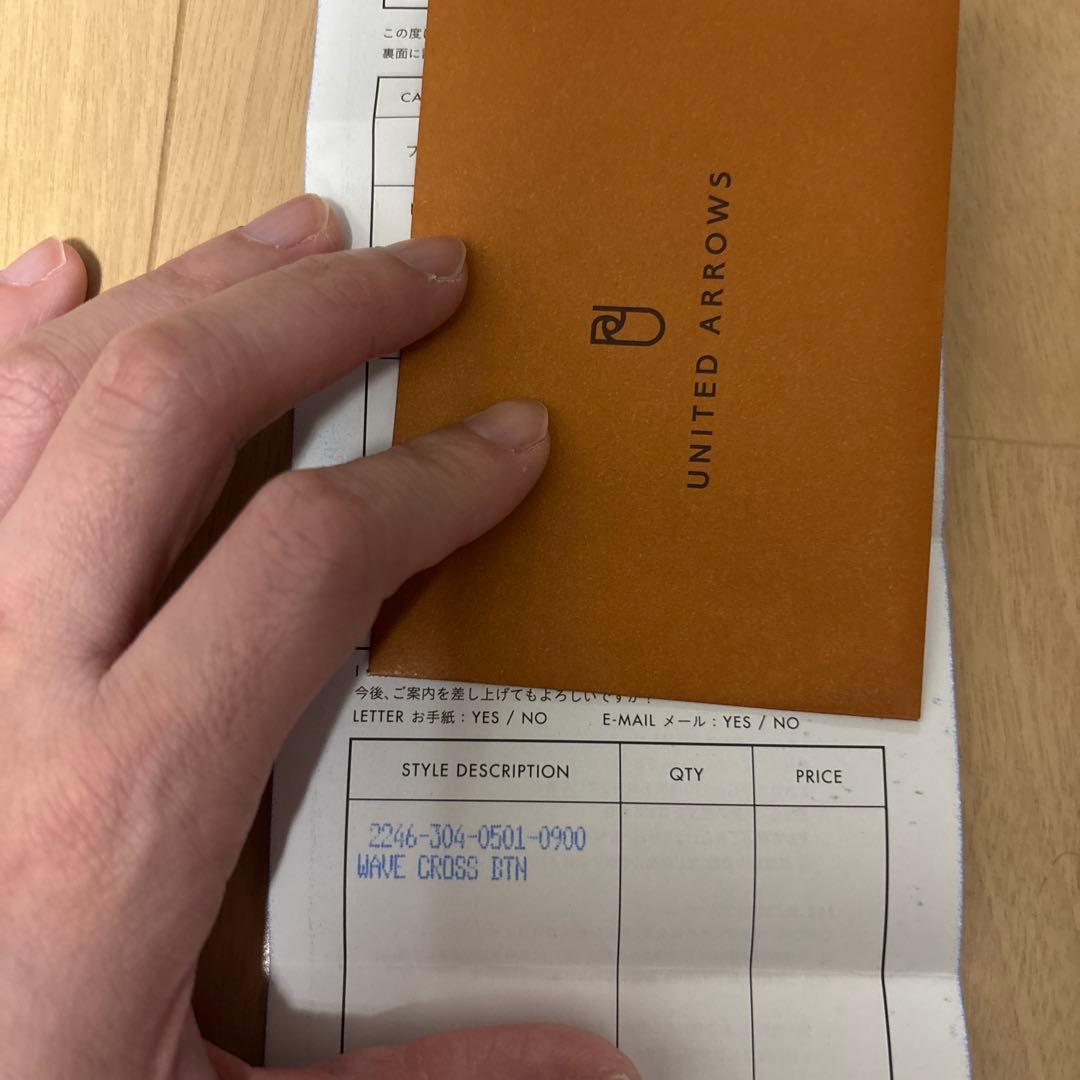 この度
裏面に
CA
UNITED ARROWS
今後、ご案内を差し上げてもよろしいですか?
LETTER お手紙 : YES / NO E-MAIL メール : YES / NO
STYLE DESCRIPTION QTY PRICE
2246-304-0501-0900
WAVE CROSS BTN